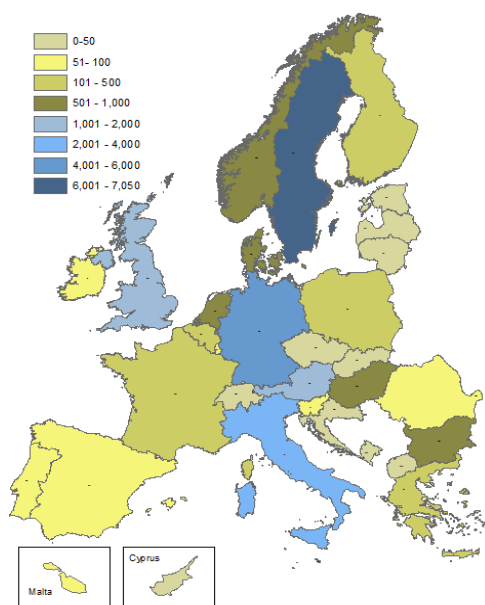 0-50
51- 100
101 - 500
501 - 1,000
1,001 - 2,000
2,001 - 4,000
4,001 - 6,000
6,001 - 7,050
Malta
Cyprus